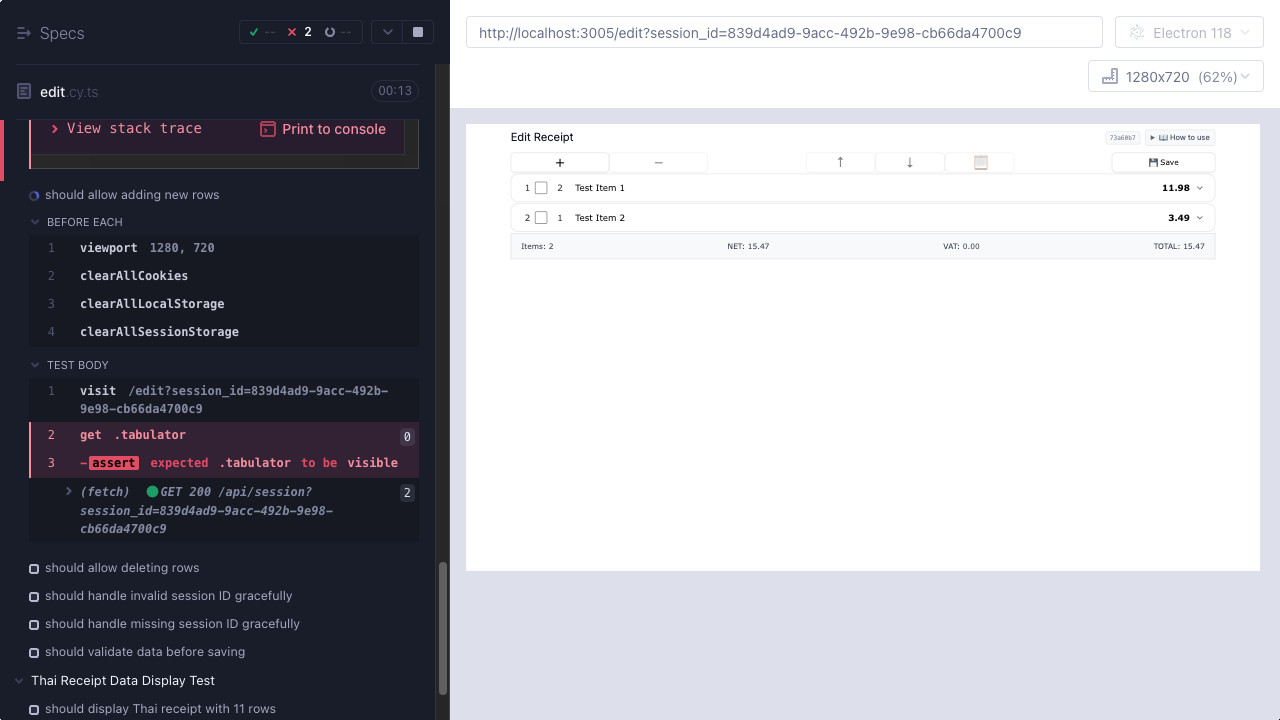 Specs
-- 2 --
edit.cy.ts 00:13
View stack trace Print to console
should allow adding new rows
BEFORE EACH
1 viewport 1280, 720
2 clearAllCookies
3 clearAllLocalStorage
4 clearAllSessionStorage
TEST BODY
1 visit /edit?session_id=839d4ad9-9acc-492b-
9e98-cb66da4700c9
2 get .tabulator 0
3 -assert expected .tabulator to be visible
(fetch) GET 200 /api/session? 2
session_id=839d4ad9-9acc-492b-9e98-
cb66da4700c9
should allow deleting rows
should handle invalid session ID gracefully
should handle missing session ID gracefully
should validate data before saving
Thai Receipt Data Display Test
should display Thai receipt with 11 rows
http://localhost:3005/edit?session_id=839d4ad9-9acc-492b-9e98-cb66da4700c9
Electron 118
1280x720 (62%)
Edit Receipt 73a60b7 ▶ 📖 How to use
+ − ↑ ↓ 📋 💾 Save
1 2 Test Item 1 11.98
2 1 Test Item 2 3.49
Items: 2 NET: 15.47 VAT: 0.00 TOTAL: 15.47